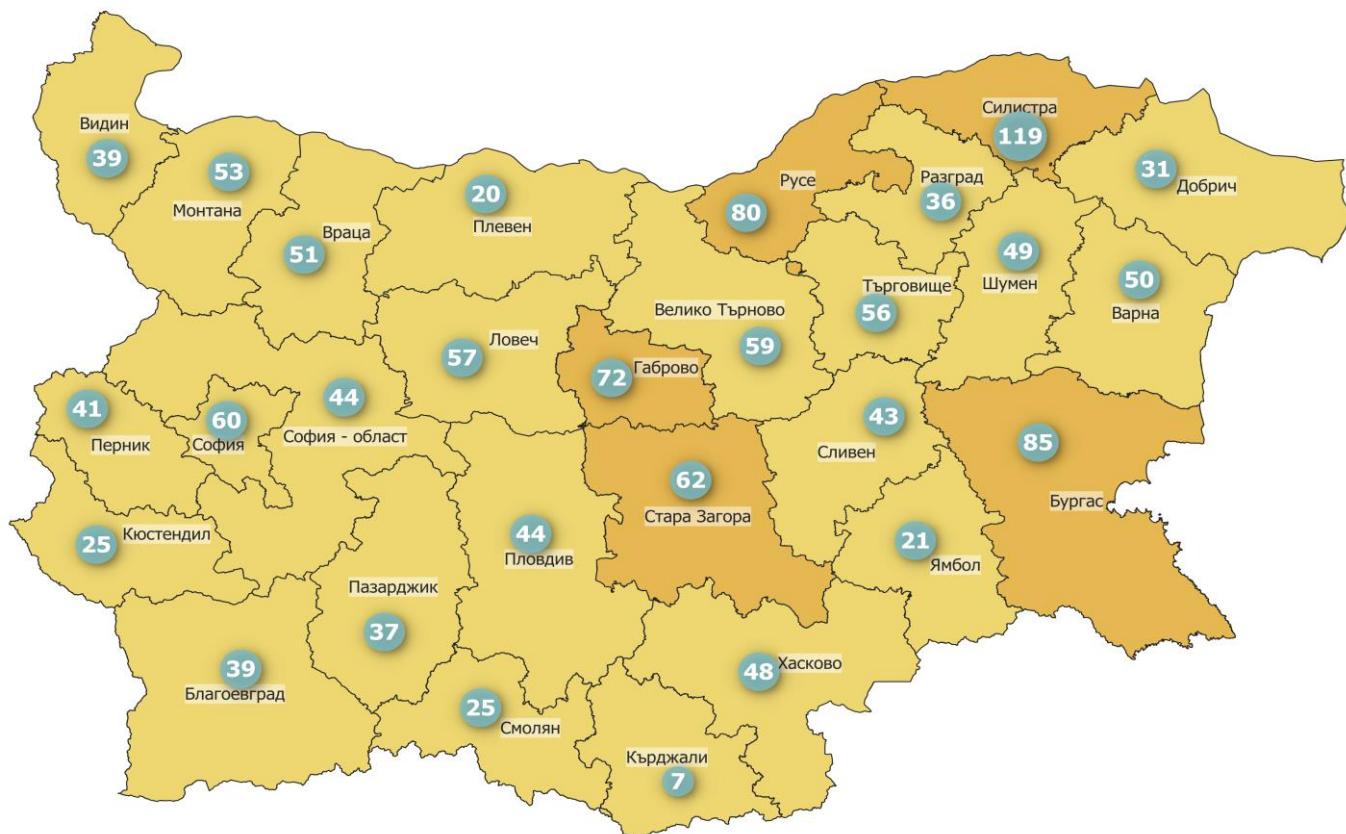 Видин
39
53
Монтана
Враца
51
20
Плевен
Русе
80
Силистра
119
Разград
36
31
Добрич
49
Шумен
50
Варна
Търговище
56
Велико Търново
59
Ловеч
57
72
Габрово
41
Перник
60
София
44
София - област
43
Сливен
85
Бургас
62
Стара Загора
Кюстендил
25
44
Пловдив
21
Ямбол
Пазарджик
37
39
Благоевград
48
Хасково
25
Смолян
Кърджали
7